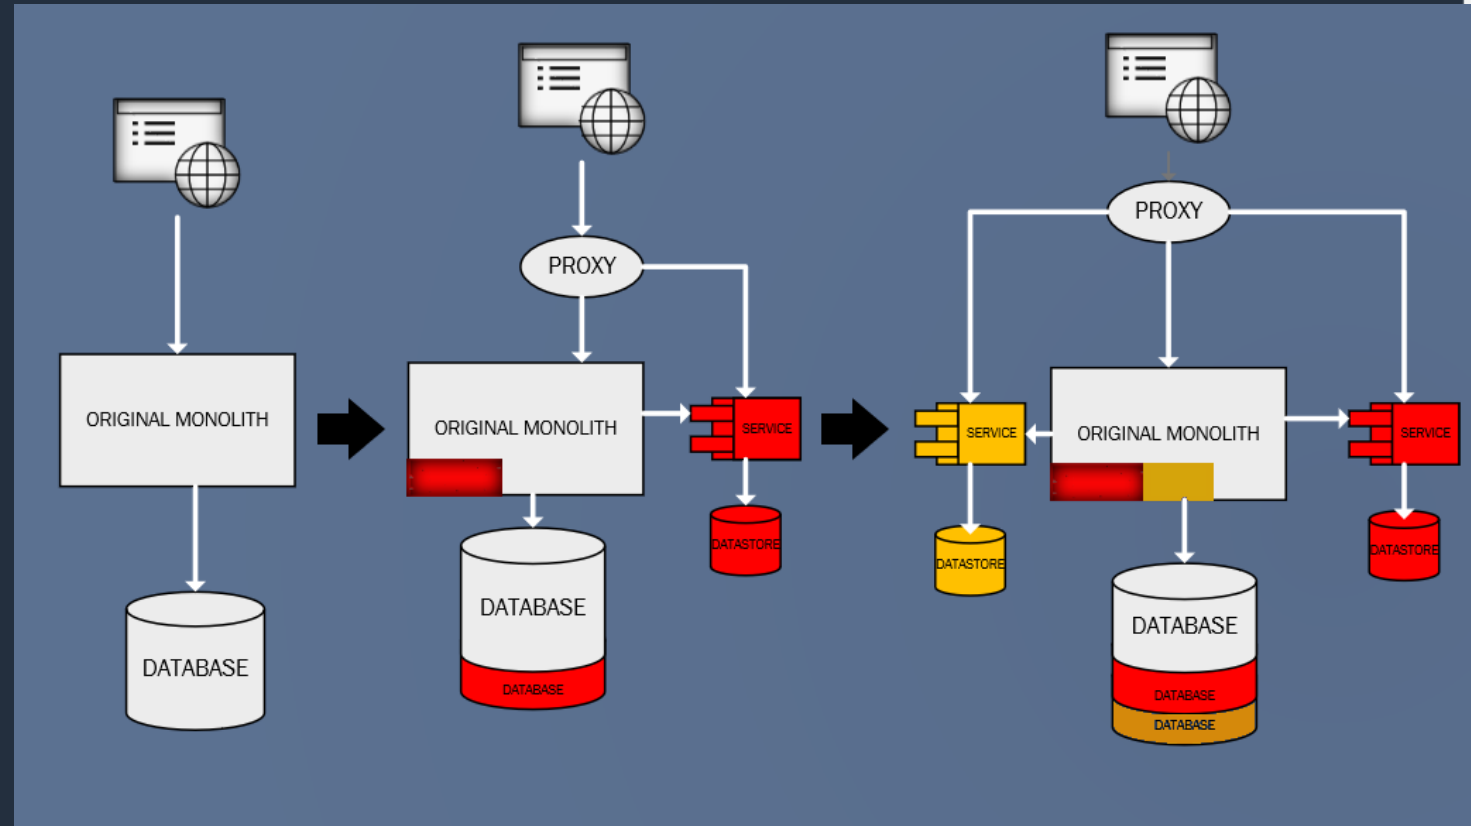 ORIGINAL MONOLITH
DATABASE
PROXY
ORIGINAL MONOLITH
SERVICE
DATASTORE
DATABASE
DATABASE
PROXY
SERVICE
ORIGINAL MONOLITH
SERVICE
DATASTORE
DATASTORE
DATABASE
DATABASE
DATABASE